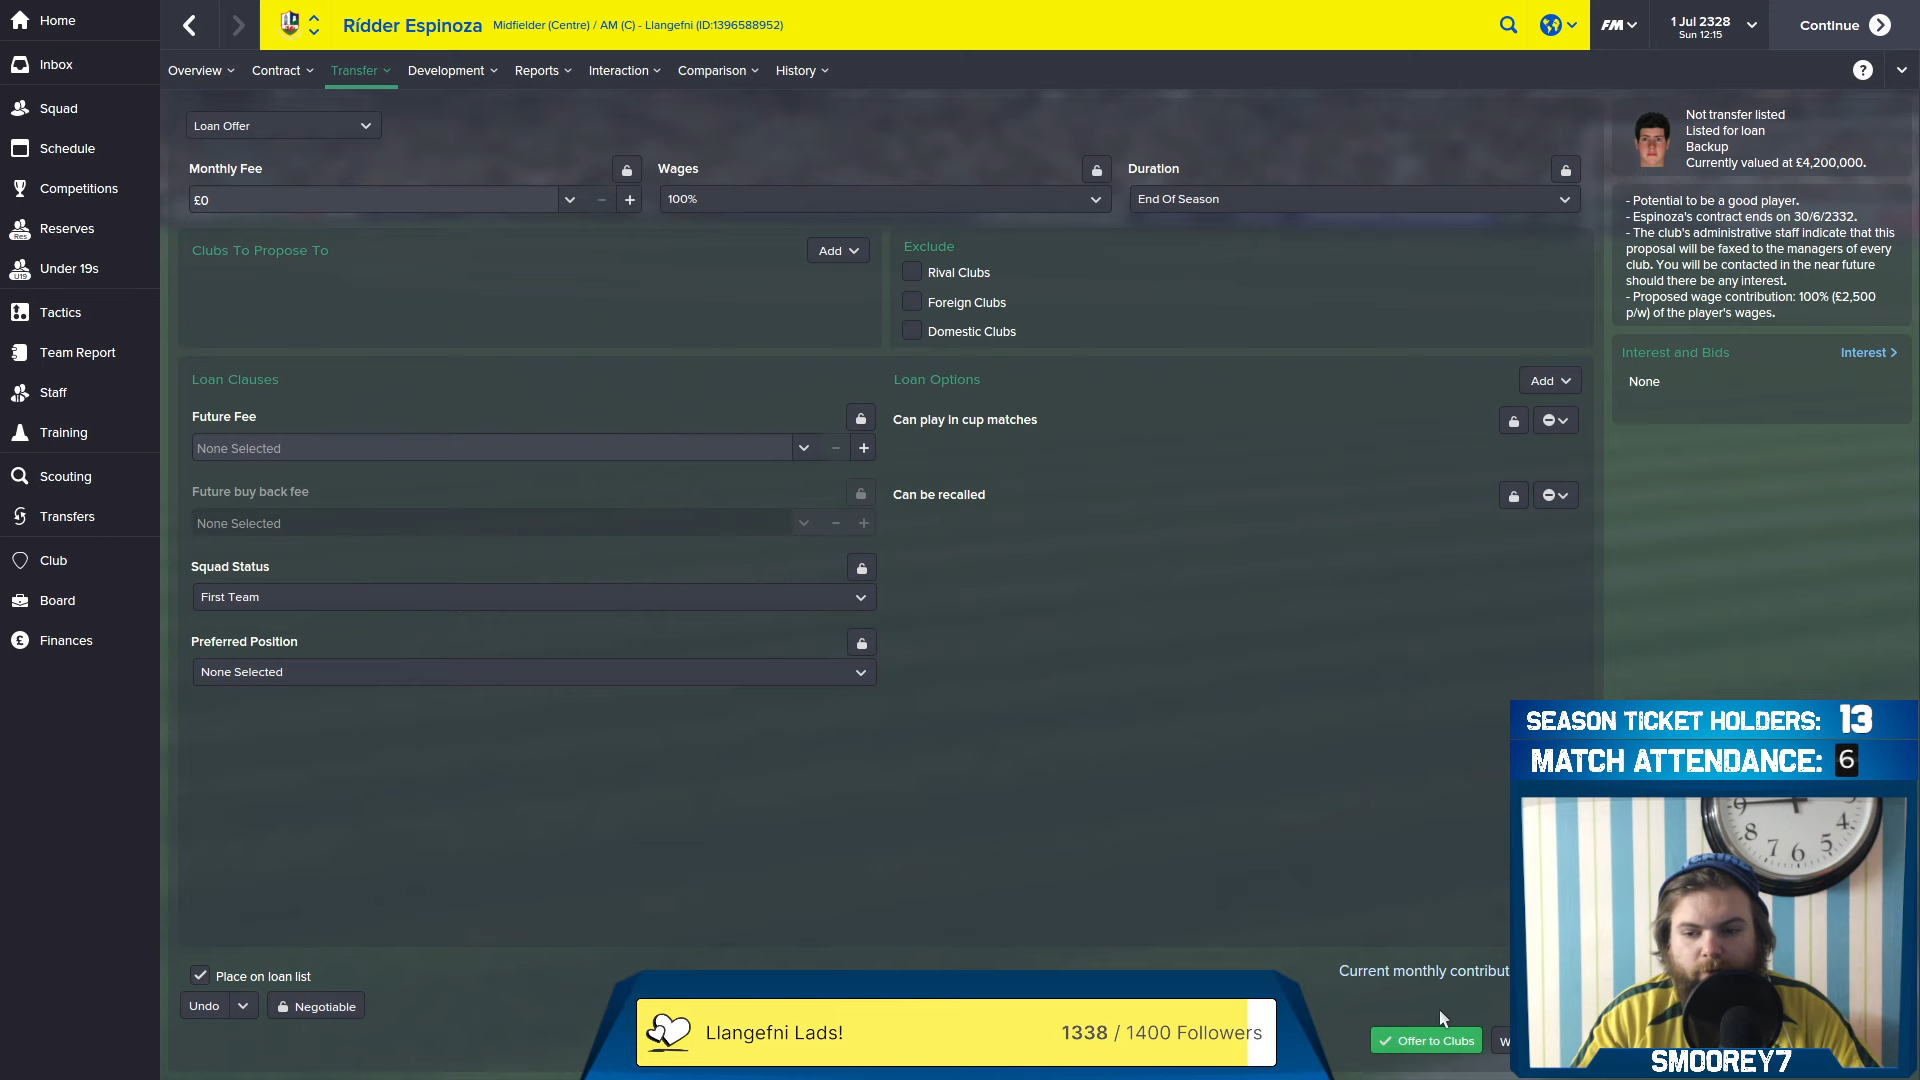 Home
Inbox
Squad
Schedule
Competitions
Res
Reserves
U19
Under 19s
Tactics
Team Report
Staff
Training
Scouting
Transfers
Club
Board
£ Finances
Rídder Espinoza
Midfielder (Centre) / AM (C) - Llangefni (ID:1396588952)
FM
1 Jul 2328
Sun 12:15
Continue
Overview
Contract
Transfer
Development
Reports
Interaction
Comparison
History
?
Loan Offer
Monthly Fee
£0
Wages
100%
Duration
End Of Season
Clubs To Propose To
Add
Exclude
Rival Clubs
Foreign Clubs
Domestic Clubs
Loan Clauses
Future Fee
None Selected
Future buy back fee
None Selected
Squad Status
First Team
Preferred Position
None Selected
Loan Options
Add
Can play in cup matches
Can be recalled
Not transfer listed
Listed for loan
Backup
Currently valued at £4,200,000.
- Potential to be a good player.
- Espinoza's contract ends on 30/6/2332.
- The club's administrative staff indicate that this
proposal will be faxed to the managers of every
club. You will be contacted in the near future
should there be any interest.
- Proposed wage contribution: 100% (£2,500
p/w) of the player's wages.
Interest and Bids
Interest >
None
Place on loan list
Undo
Negotiable
Current monthly contribut
Offer to Clubs
W
Llangefni Lads!
1338 / 1400 Followers
SEASON TICKET HOLDERS: 13
MATCH ATTENDANCE: 6
9
8
7
6
5
4
3
SMOOREY7